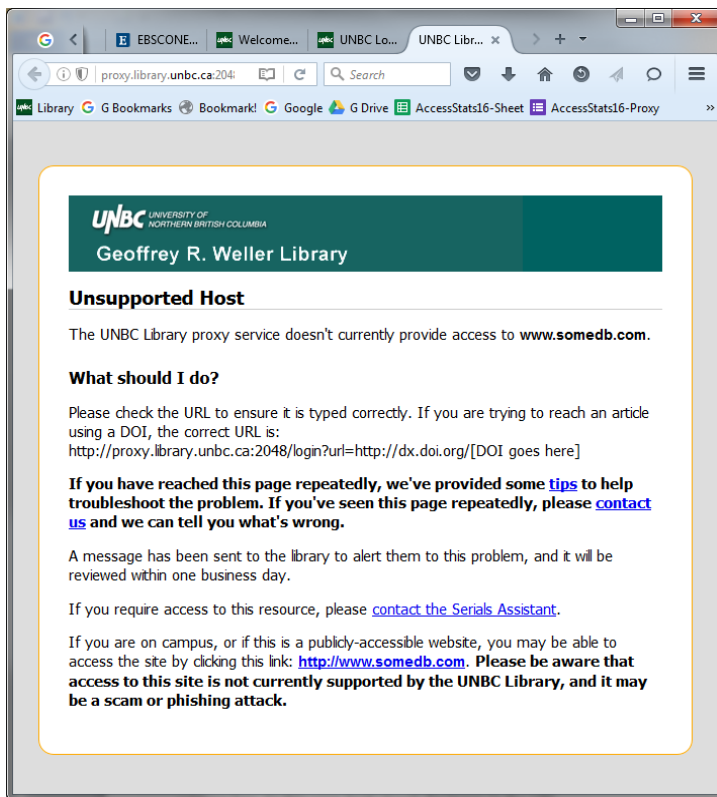 EBSCONE...
Welcome...
UNBC Lo...
UNBC Libr...
proxy.library.unbc.ca:204
Search
Library
G Bookmarks
Bookmark!
Google
G Drive
AccessStats16-Sheet
AccessStats16-Proxy
UNBC UNIVERSITY OF
NORTHERN BRITISH COLUMBIA
Geoffrey R. Weller Library
Unsupported Host
The UNBC Library proxy service doesn't currently provide access to www.somedb.com.
What should I do?
Please check the URL to ensure it is typed correctly. If you are trying to reach an article
using a DOI, the correct URL is:
http://proxy.library.unbc.ca:2048/login?url=http://dx.doi.org/[DOI goes here]
If you have reached this page repeatedly, we've provided some tips to help
troubleshoot the problem. If you've seen this page repeatedly, please contact
us and we can tell you what's wrong.
A message has been sent to the library to alert them to this problem, and it will be
reviewed within one business day.
If you require access to this resource, please contact the Serials Assistant.
If you are on campus, or if this is a publicly-accessible website, you may be able to
access the site by clicking this link: http://www.somedb.com. Please be aware that
access to this site is not currently supported by the UNBC Library, and it may
be a scam or phishing attack.